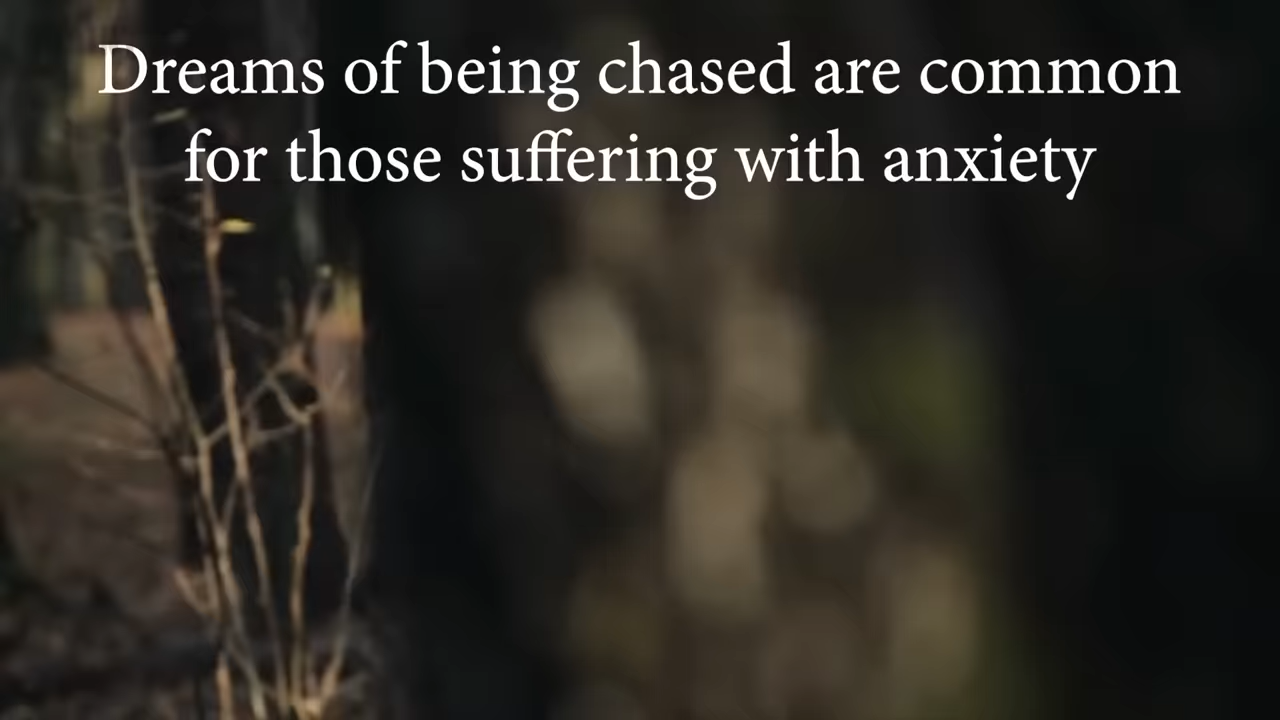 Dreams of being chased are common
for those suffering with anxiety